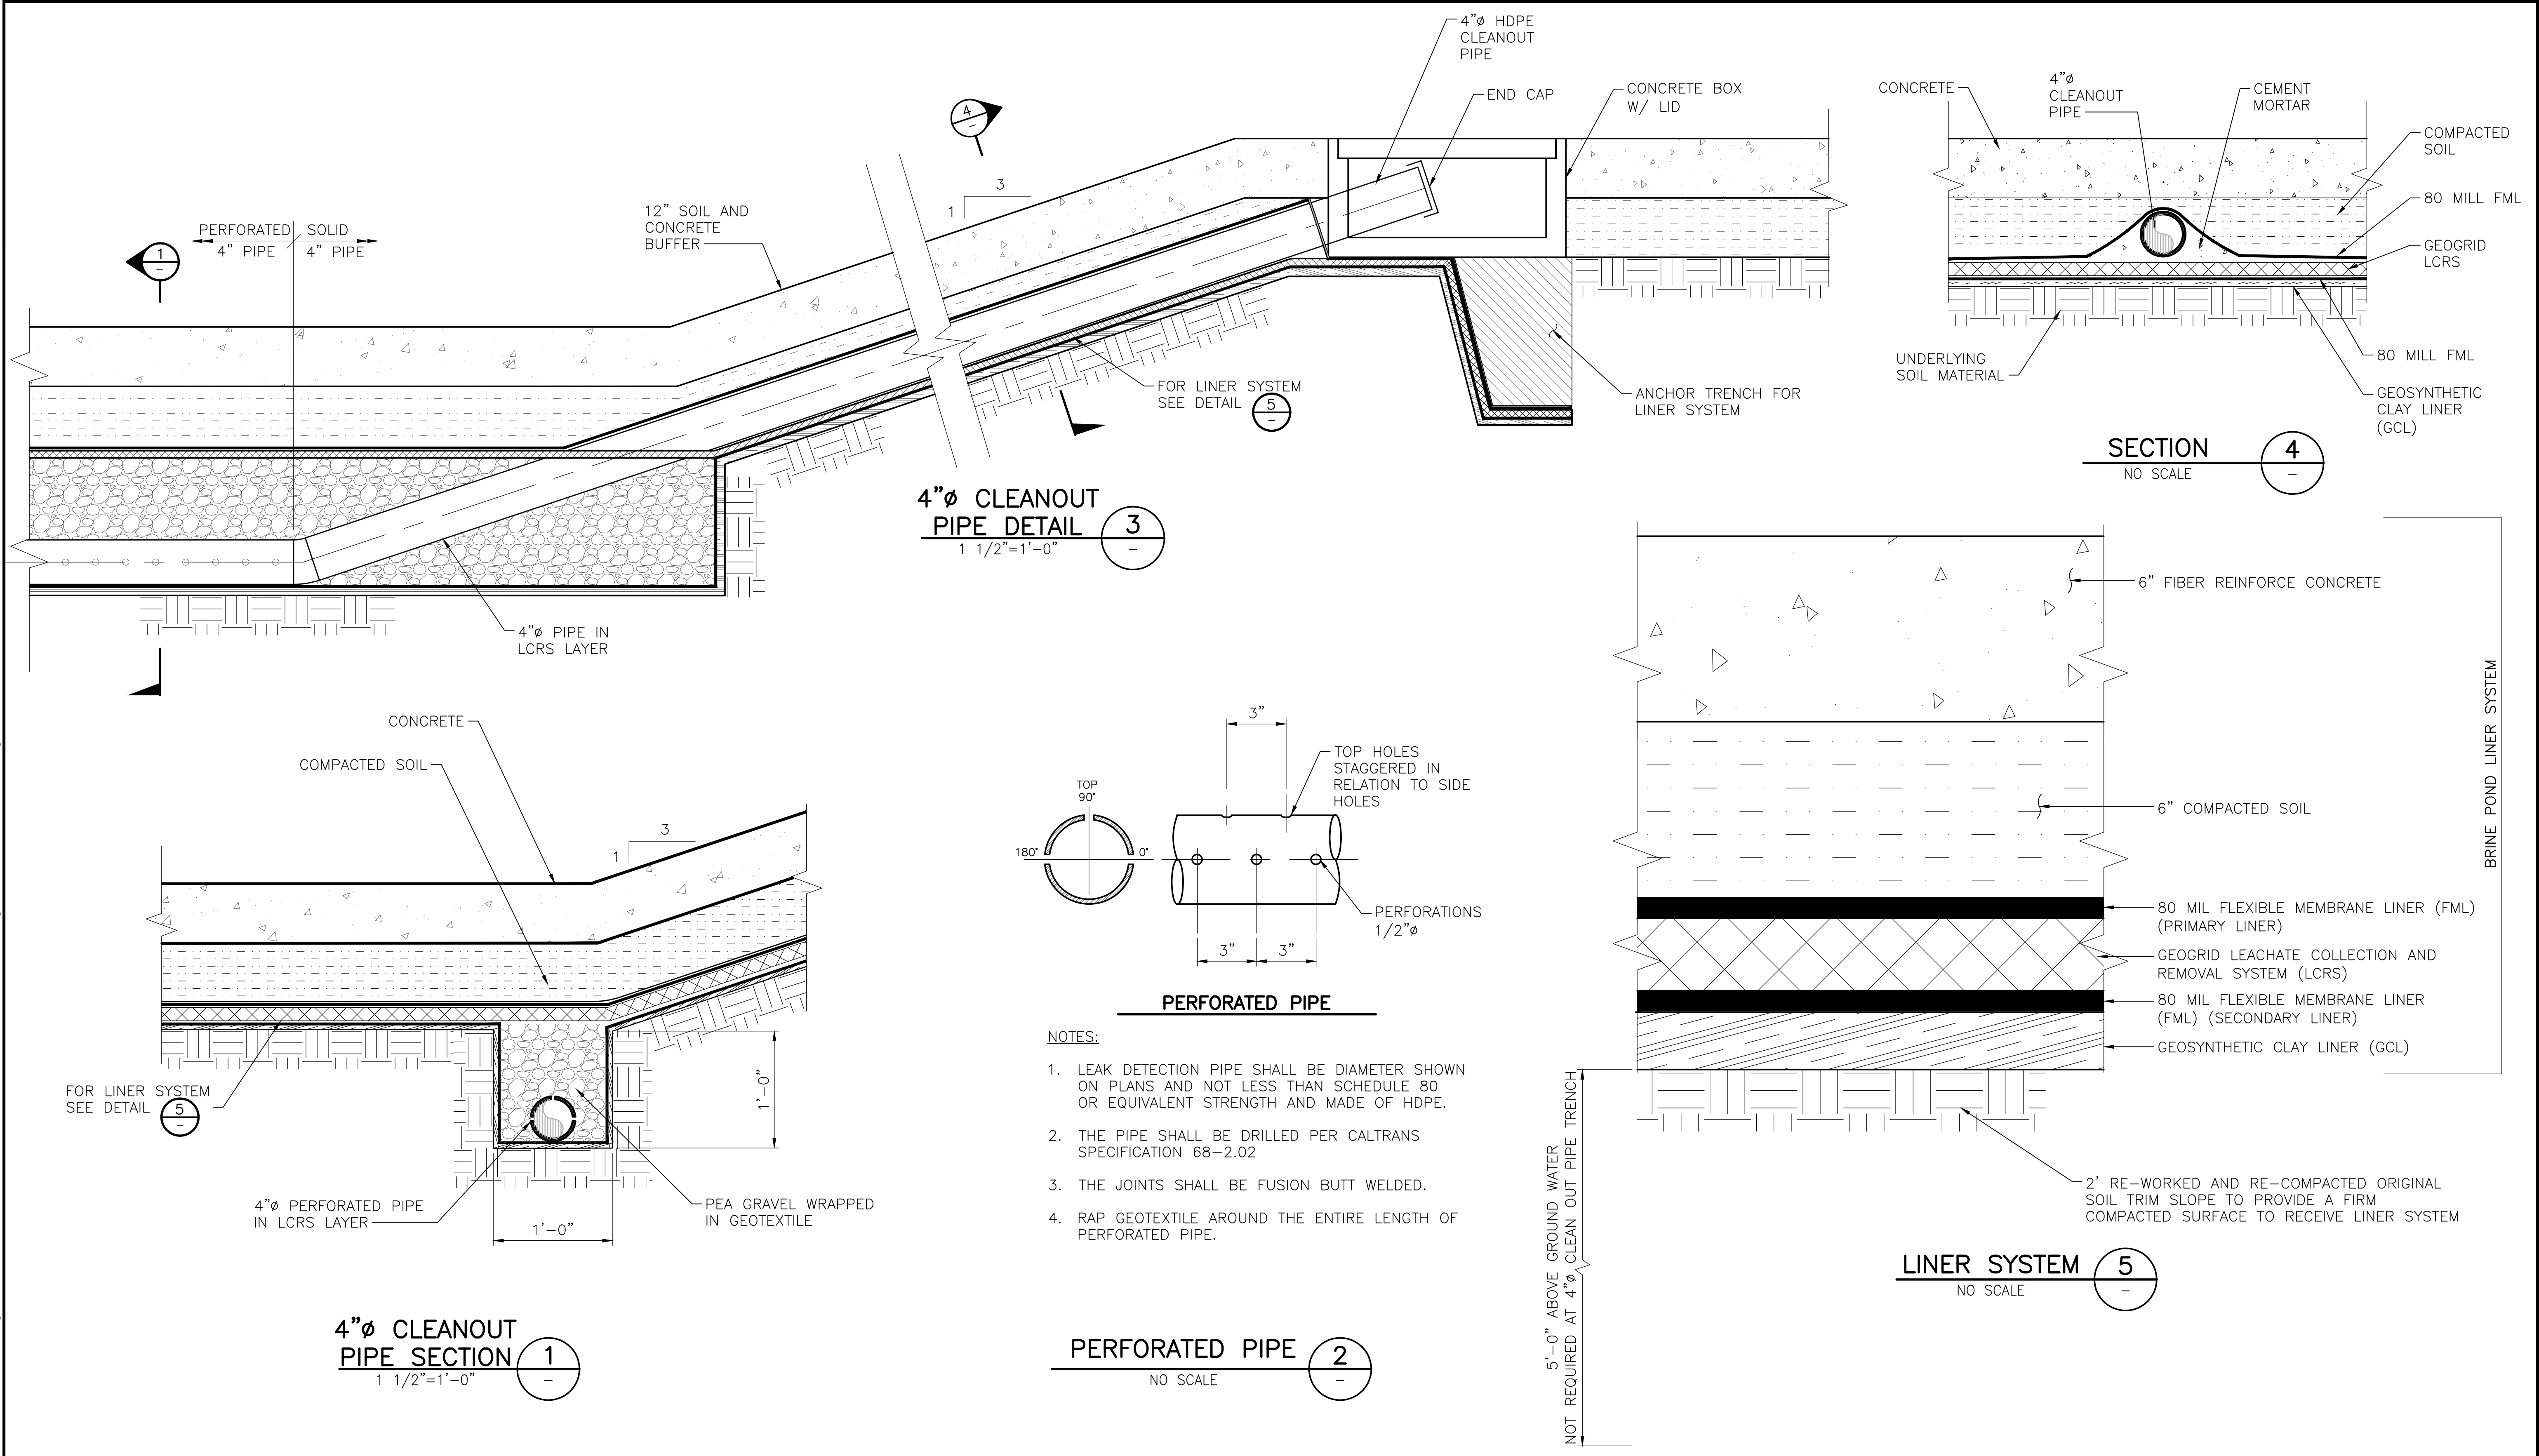 4"ø HDPE
CLEANOUT
PIPE
END CAP
CONCRETE BOX
W/ LID
4
-
3
1
12" SOIL AND
CONCRETE
BUFFER
PERFORATED
4" PIPE
SOLID
4" PIPE
1
-
FOR LINER SYSTEM
SEE DETAIL
5
-
ANCHOR TRENCH FOR
LINER SYSTEM
4"ø PIPE IN
LCRS LAYER
4"ø CLEANOUT
PIPE DETAIL
3
-
1 1/2"=1'-0"
CONCRETE
4"ø
CLEANOUT
PIPE
CEMENT
MORTAR
COMPACTED
SOIL
80 MILL FML
GEOGRID
LCRS
80 MILL FML
GEOSYNTHETIC
CLAY LINER
(GCL)
UNDERLYING
SOIL MATERIAL
SECTION
4
-
NO SCALE
CONCRETE
COMPACTED SOIL
3
1
FOR LINER SYSTEM
SEE DETAIL
5
-
1'-0"
4"ø PERFORATED PIPE
IN LCRS LAYER
1'-0"
PEA GRAVEL WRAPPED
IN GEOTEXTILE
4"ø CLEANOUT
PIPE SECTION
1
-
1 1/2"=1'-0"
3"
TOP HOLES
STAGGERED IN
RELATION TO SIDE
HOLES
TOP
90°
180°
0°
PERFORATIONS
1/2"ø
3"
3"
PERFORATED PIPE
NOTES:
1. LEAK DETECTION PIPE SHALL BE DIAMETER SHOWN
ON PLANS AND NOT LESS THAN SCHEDULE 80
OR EQUIVALENT STRENGTH AND MADE OF HDPE.
2. THE PIPE SHALL BE DRILLED PER CALTRANS
SPECIFICATION 68-2.02
3. THE JOINTS SHALL BE FUSION BUTT WELDED.
4. RAP GEOTEXTILE AROUND THE ENTIRE LENGTH OF
PERFORATED PIPE.
PERFORATED PIPE
2
-
NO SCALE
6" FIBER REINFORCE CONCRETE
6" COMPACTED SOIL
80 MIL FLEXIBLE MEMBRANE LINER (FML)
(PRIMARY LINER)
GEOGRID LEACHATE COLLECTION AND
REMOVAL SYSTEM (LCRS)
80 MIL FLEXIBLE MEMBRANE LINER
(FML) (SECONDARY LINER)
GEOSYNTHETIC CLAY LINER (GCL)
BRINE POND LINER SYSTEM
5'-0" ABOVE GROUND WATER
NOT REQUIRED AT 4"ø CLEAN OUT PIPE TRENCH
2' RE-WORKED AND RE-COMPACTED ORIGINAL
SOIL TRIM SLOPE TO PROVIDE A FIRM
COMPACTED SURFACE TO RECEIVE LINER SYSTEM
LINER SYSTEM
5
-
NO SCALE